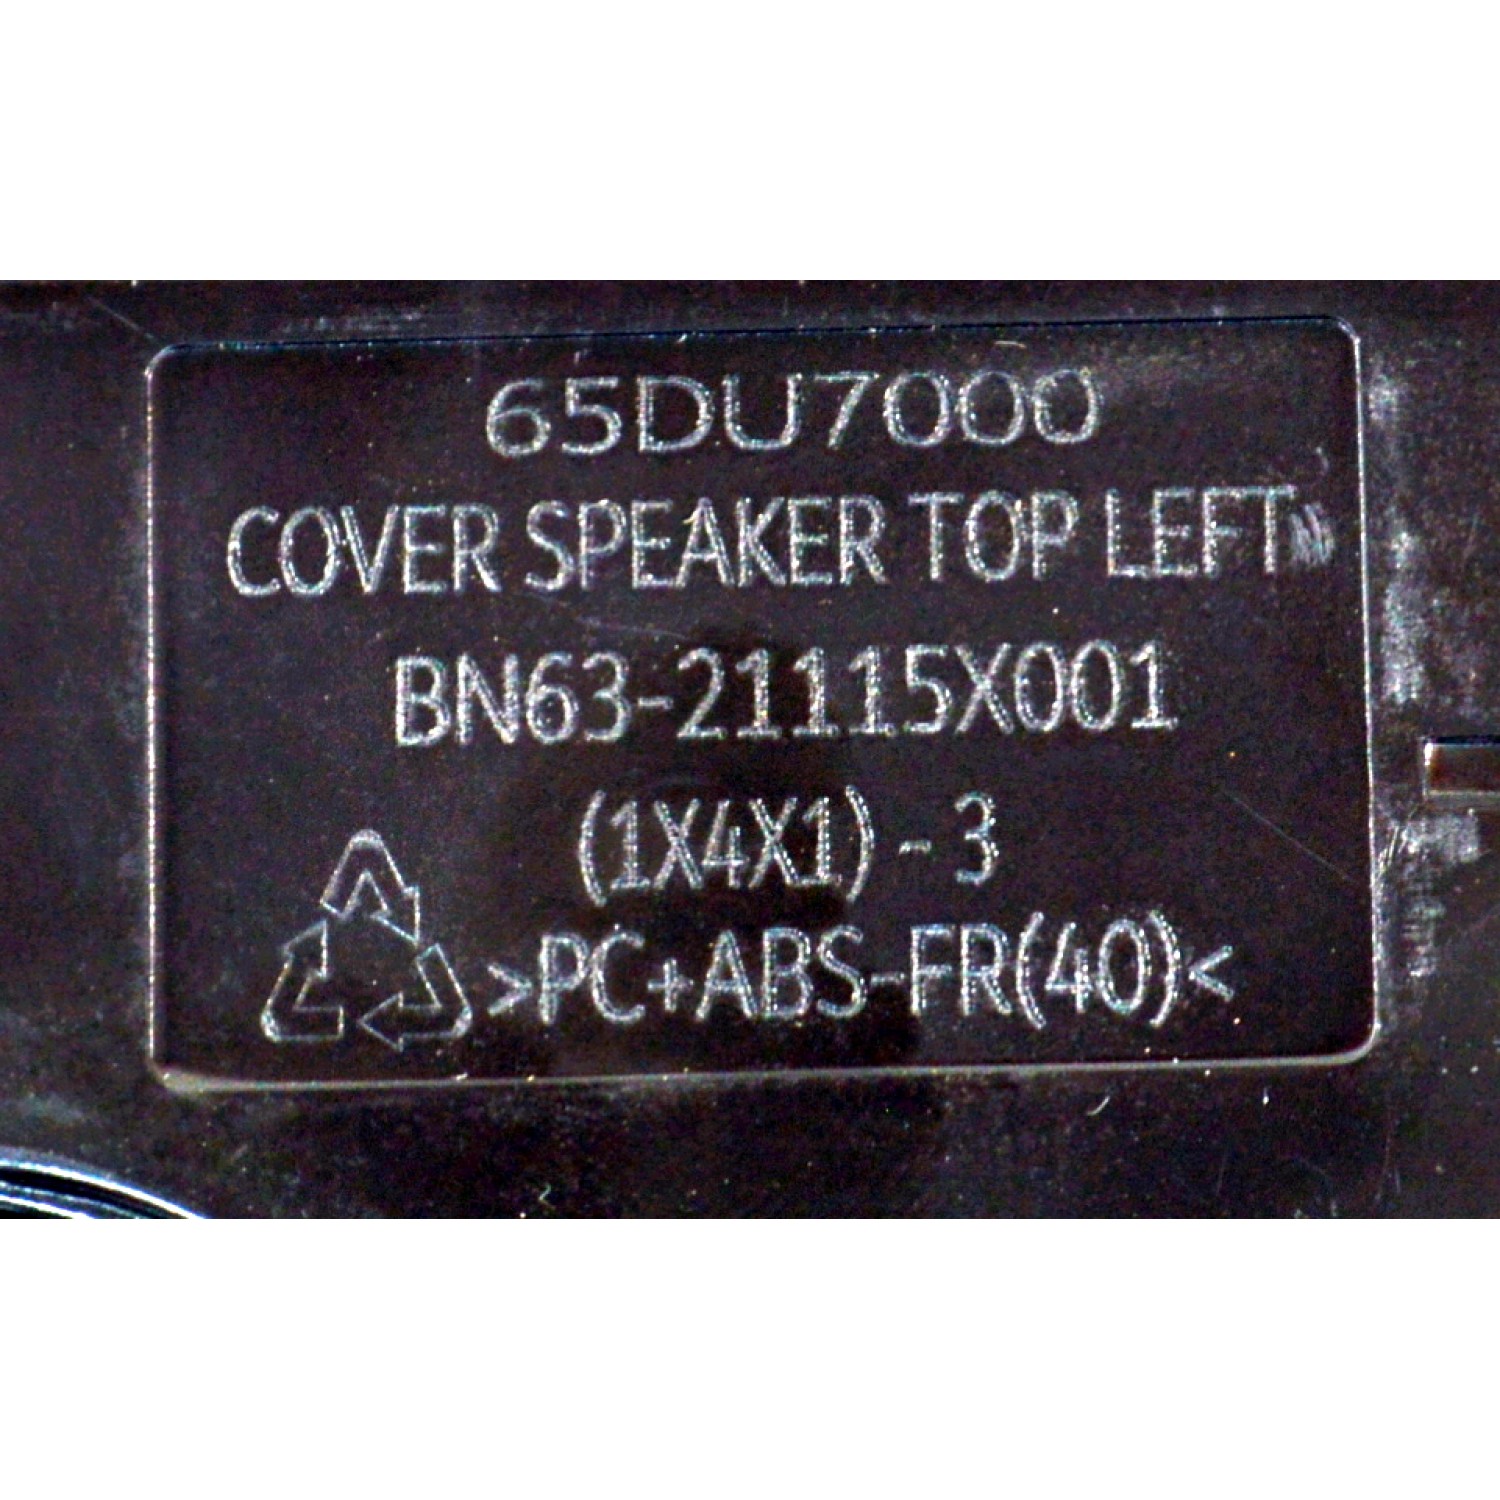 65DU7000
COVER SPEAKER TOP LEFT
BN63-21115X001
(1X4X1) - 3
>PC+ABS-FR(40)<